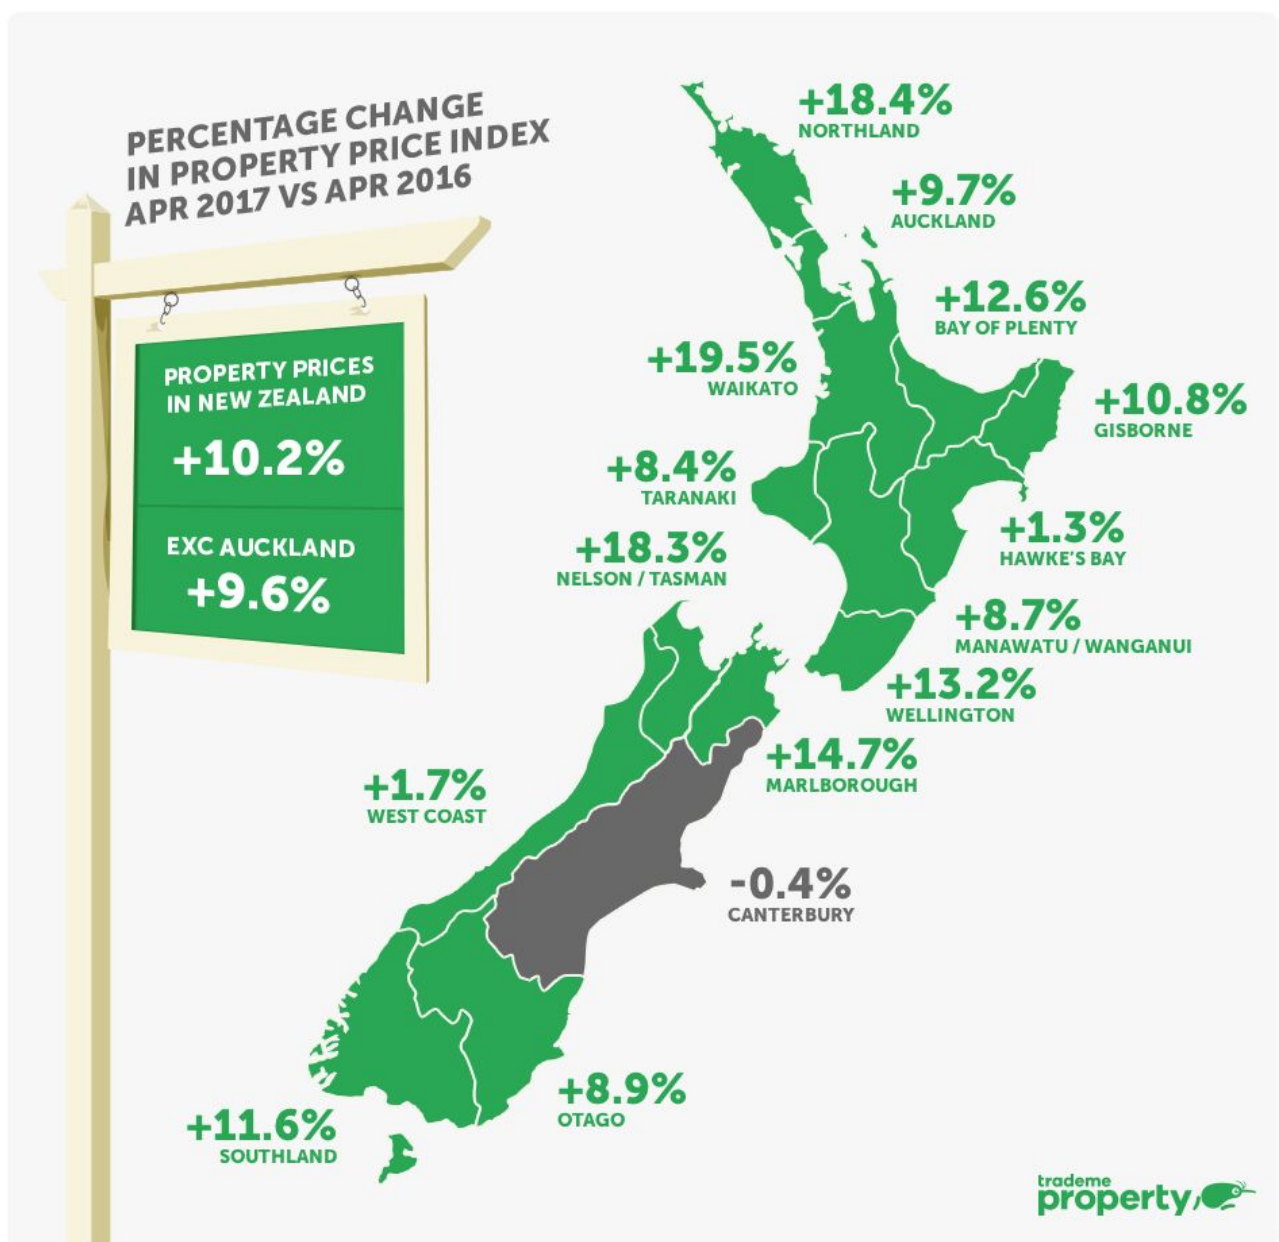 PERCENTAGE CHANGE
IN PROPERTY PRICE INDEX
APR 2017 VS APR 2016
PROPERTY PRICES
IN NEW ZEALAND
+10.2%
EXC AUCKLAND
+9.6%
+18.4%
NORTHLAND
+9.7%
AUCKLAND
+12.6%
BAY OF PLENTY
+19.5%
WAIKATO
+10.8%
GISBORNE
+8.4%
TARANAKI
+1.3%
HAWKE'S BAY
+18.3%
NELSON / TASMAN
+8.7%
MANAWATU / WANGANUI
+13.2%
WELLINGTON
+14.7%
MARLBOROUGH
+1.7%
WEST COAST
-0.4%
CANTERBURY
+8.9%
OTAGO
+11.6%
SOUTHLAND
trademe
property